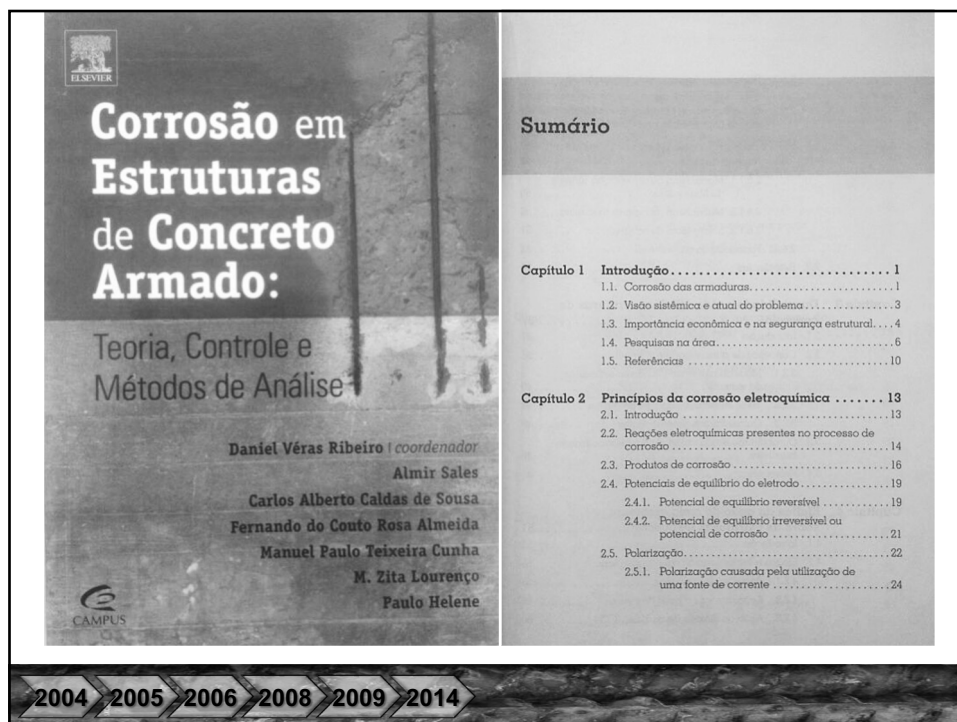 ELSEVIER
Corrosão em
Estruturas
de Concreto
Armado:
Teoria, Controle e
Métodos de Análise
Daniel Véras Ribeiro | coordenador
Almir Sales
Carlos Alberto Caldas de Sousa
Fernando do Couto Rosa Almeida
Manuel Paulo Teixeira Cunha
M. Zita Lourenço
Paulo Helene
CAMPUS
Sumário
Capítulo 1 Introdução 1
1.1. Corrosão das armaduras 1
1.2. Visão sistêmica e atual do problema 3
1.3. Importância econômica e na segurança estrutural 4
1.4. Pesquisas na área 6
1.5. Referências 10
Capítulo 2 Princípios da corrosão eletroquímica 13
2.1. Introdução 13
2.2. Reações eletroquímicas presentes no processo de
corrosão 14
2.3. Produtos de corrosão 16
2.4. Potenciais de equilíbrio do eletrodo 19
2.4.1. Potencial de equilíbrio reversível 19
2.4.2. Potencial de equilíbrio irreversível ou
potencial de corrosão 21
2.5. Polarização 22
2.5.1. Polarização causada pela utilização de
uma fonte de corrente 24
2004 2005 2006 2008 2009 2014